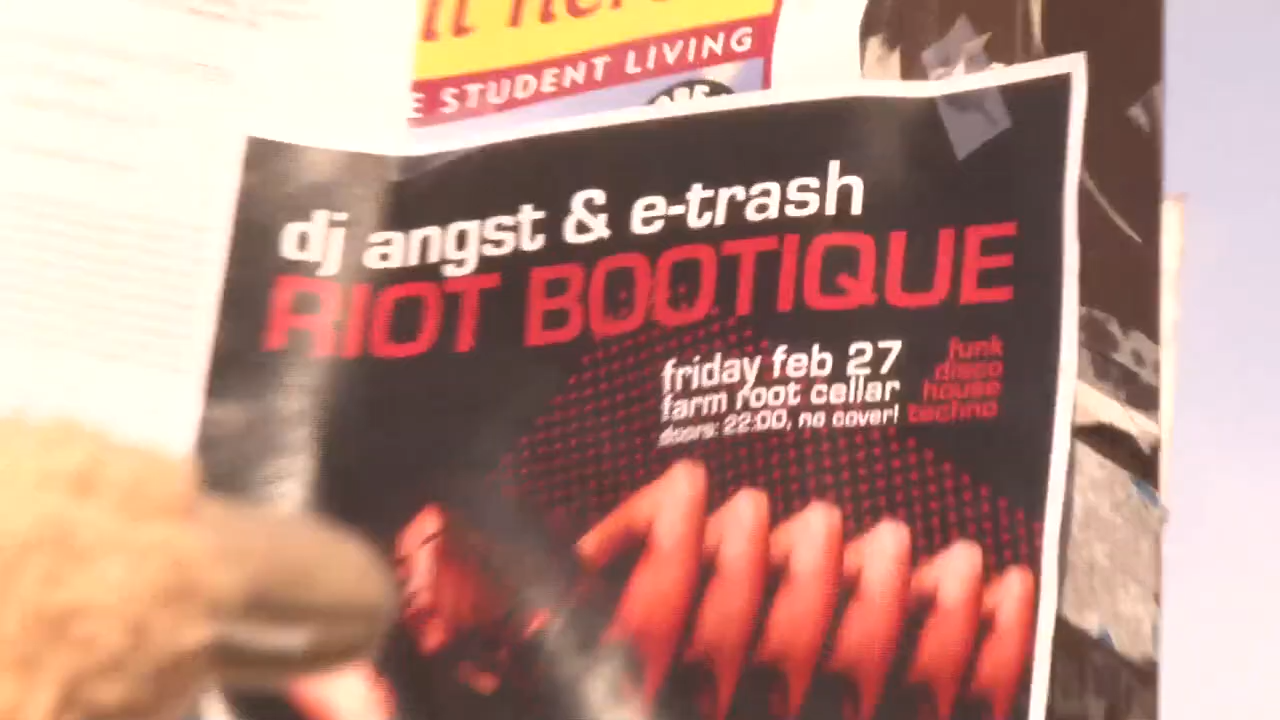 E STUDENT LIVING
dj angst & e-trash
RIOT BOOTIQUE
friday feb 27
farm root cellar
doors: 22:00, no cover!
funk
disco
house
techno